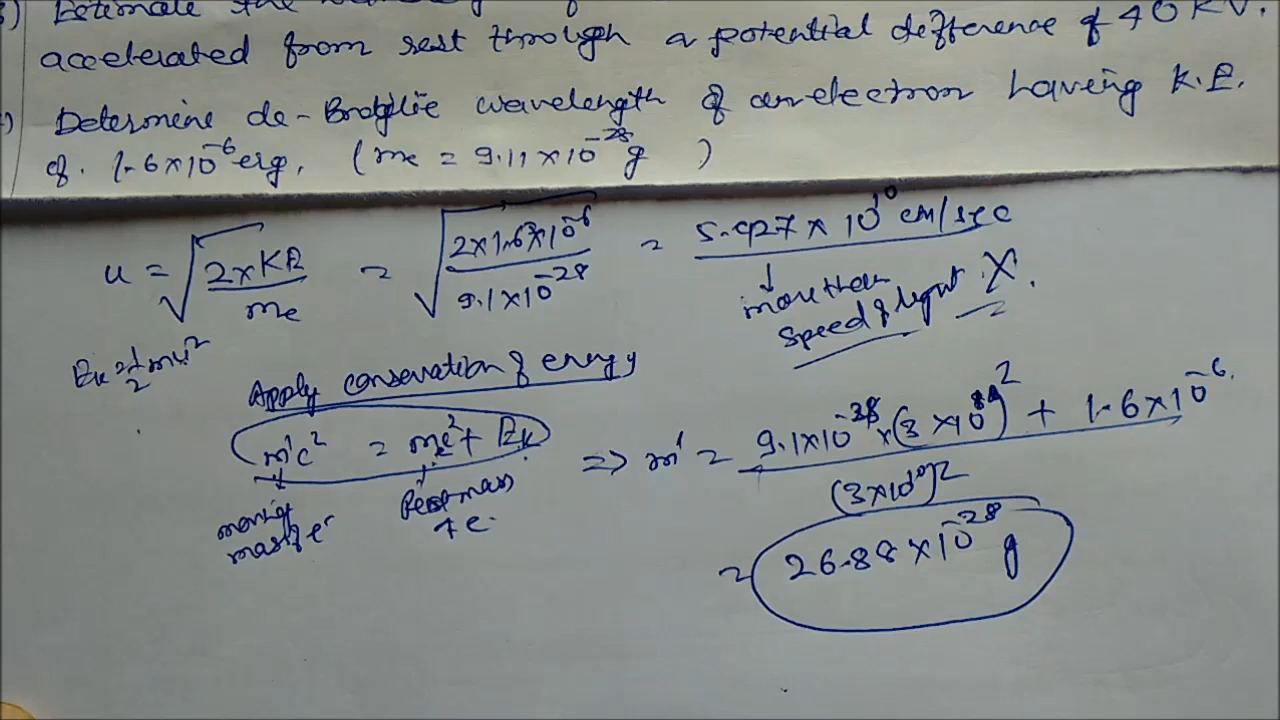 Estimate the
accelerated from rest through a potential difference of 40 KV.
Determine de-Broglie wavelength of an electron having K.E.
of. 1.6×10⁻⁶ erg. (me = 9.11×10⁻²⁸ g )
u = √(2×KE / me) = √(2×1.6×10⁻⁶ / 9.1×10⁻²⁸) = 5.927 × 10¹⁰ cm/sec
↓
more than
speed of light X.
Ek = ½mu²
Apply conservation of energy
m'c² = mec² + Ek => m' = (9.1×10⁻²⁸ × (3×10¹⁰)² + 1.6×10⁻⁶) / (3×10¹⁰)²
moving
mass of e⁻
Rest mass
of e⁻
= 26.88 × 10⁻²⁸ g